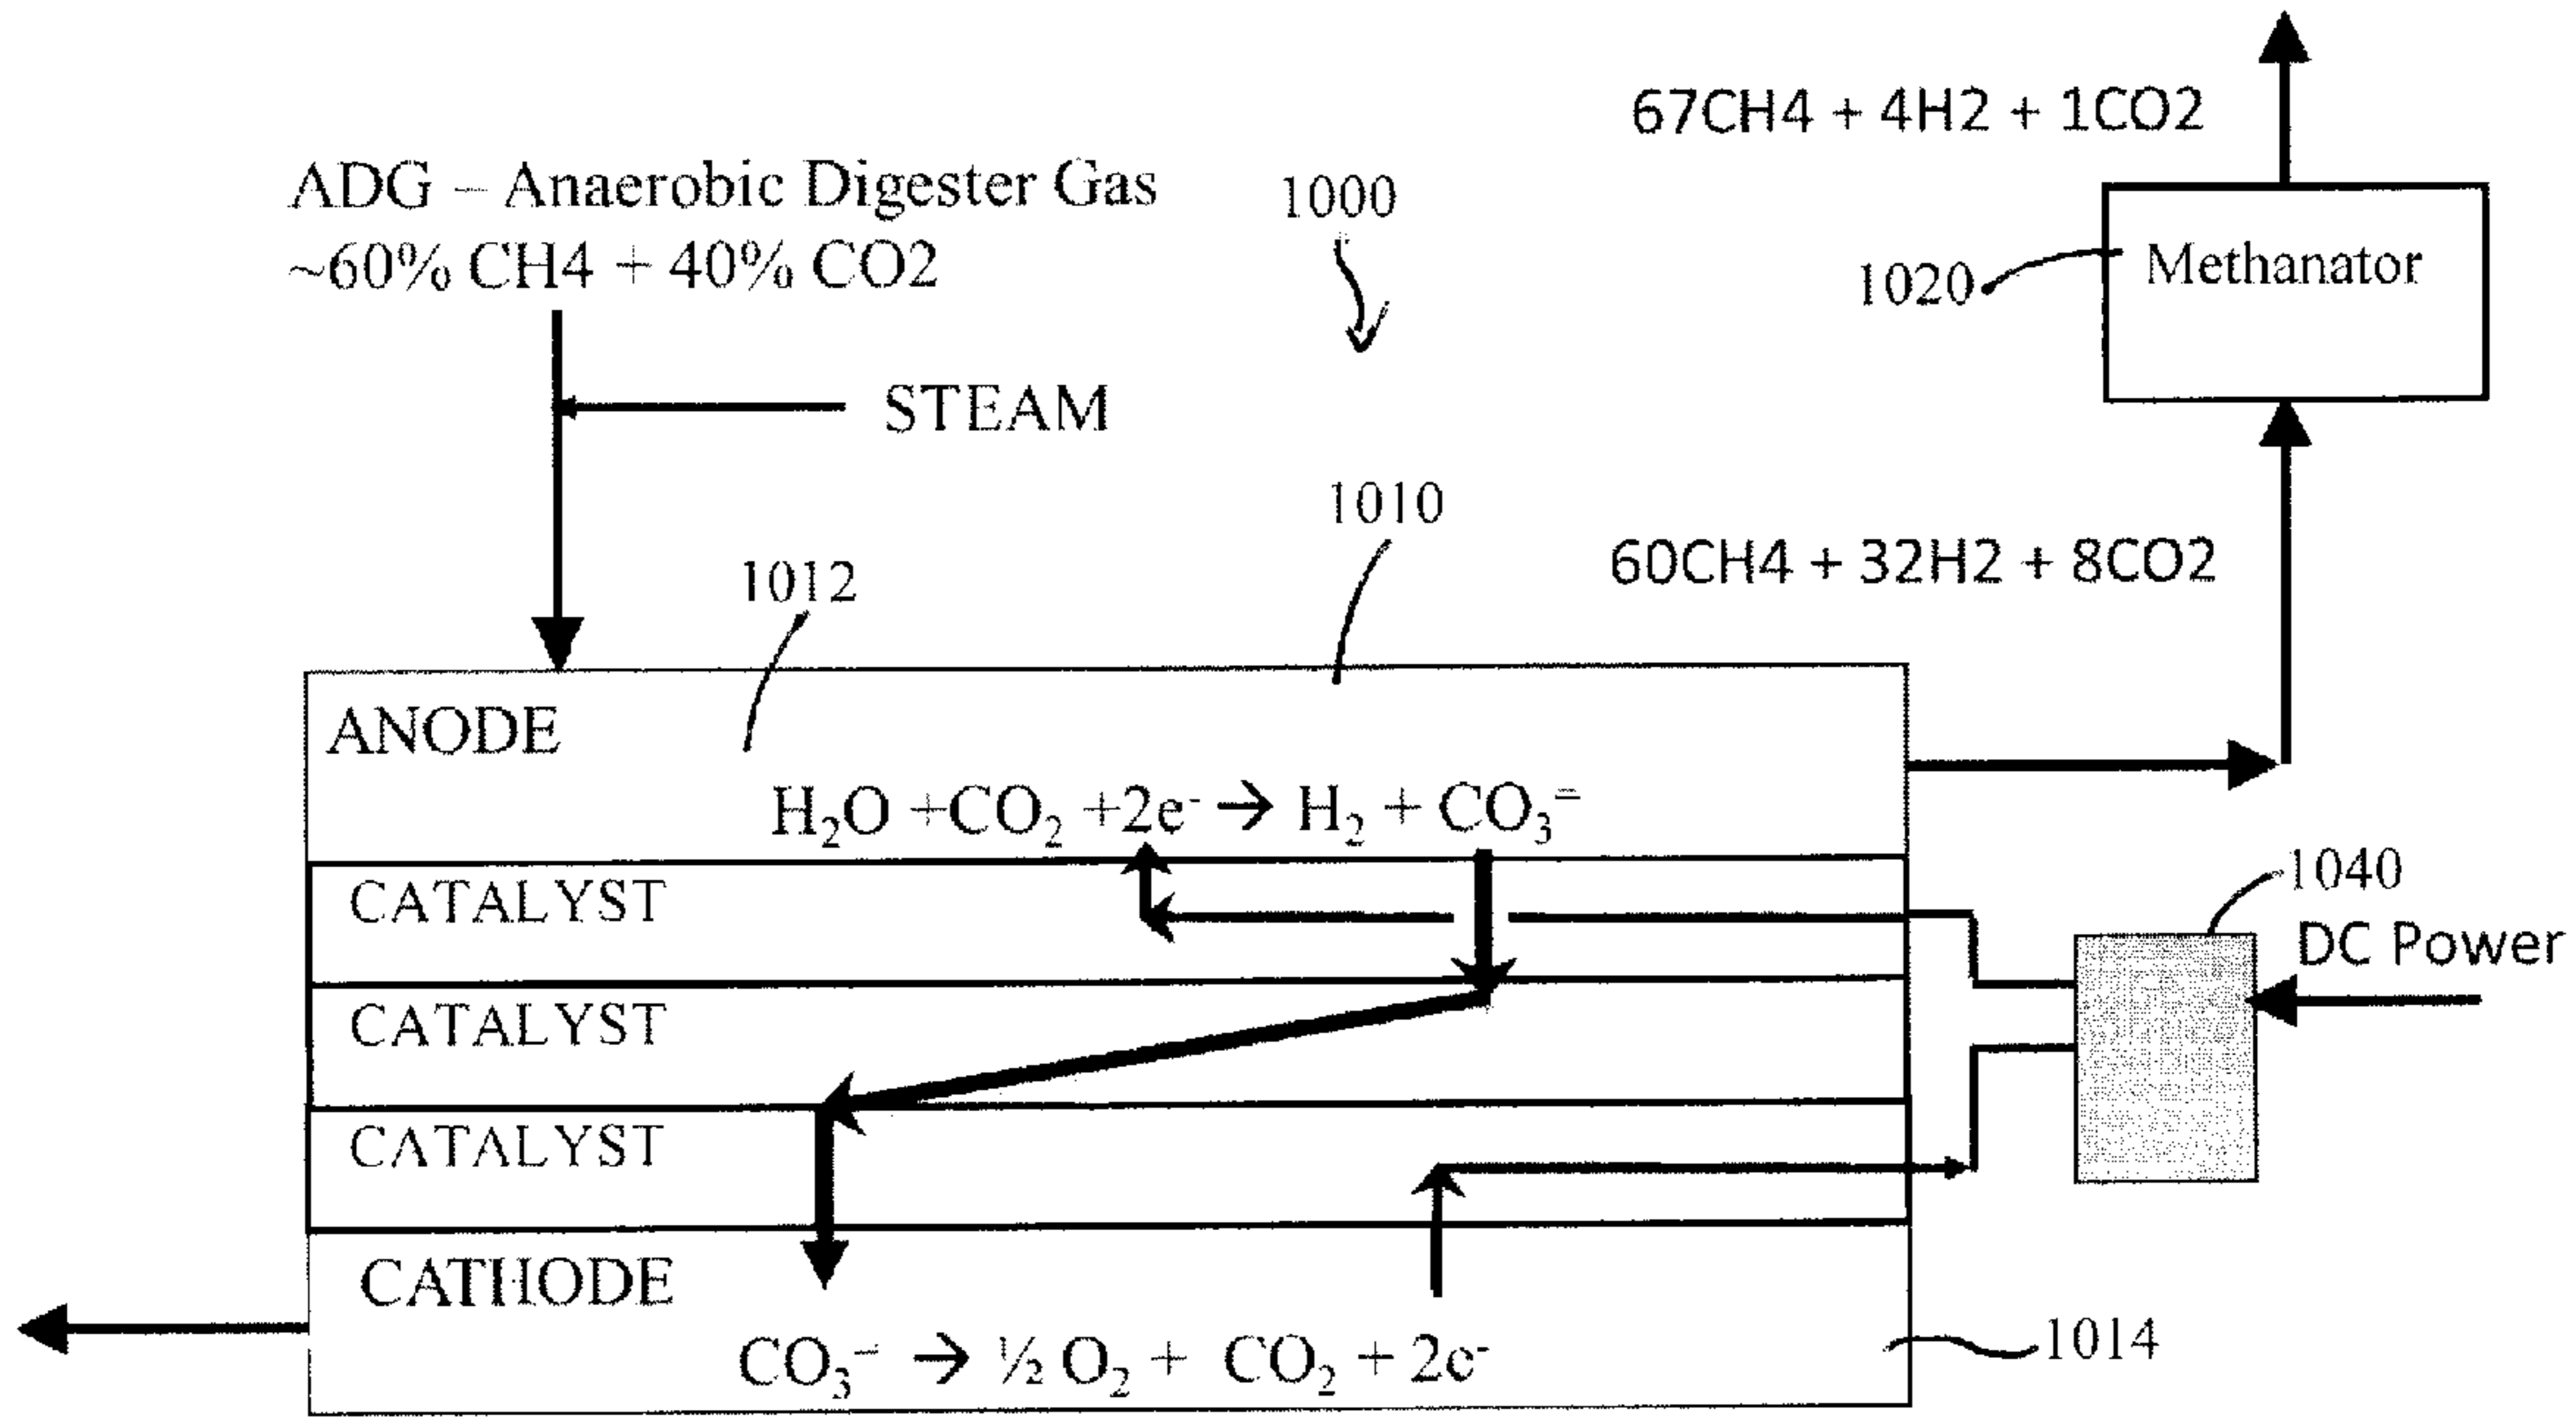 67CH4 + 4H2 + 1CO2
ADG – Anaerobic Digester Gas
~60% CH4 + 40% CO2
1000
1020
Methanator
STEAM
1010
60CH4 + 32H2 + 8CO2
1012
ANODE
H₂O +CO₂ +2e⁻ → H₂ + CO₃⁼
CATALYST
1040
DC Power
CATALYST
CATALYST
CATHODE
CO₃⁼ → ½ O₂ + CO₂ + 2e⁻
1014